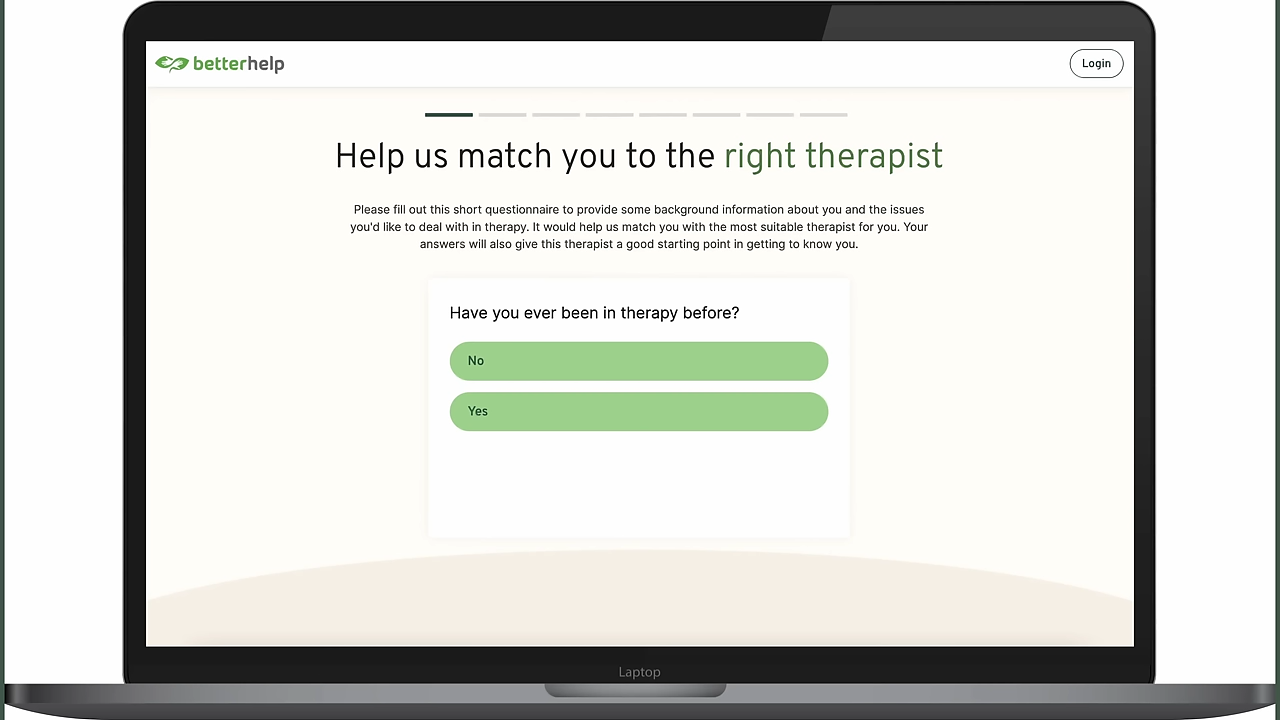 betterhelp
Login
Help us match you to the right therapist
Please fill out this short questionnaire to provide some background information about you and the issues
you'd like to deal with in therapy. It would help us match you with the most suitable therapist for you. Your
answers will also give this therapist a good starting point in getting to know you.
Have you ever been in therapy before?
No
Yes
Laptop